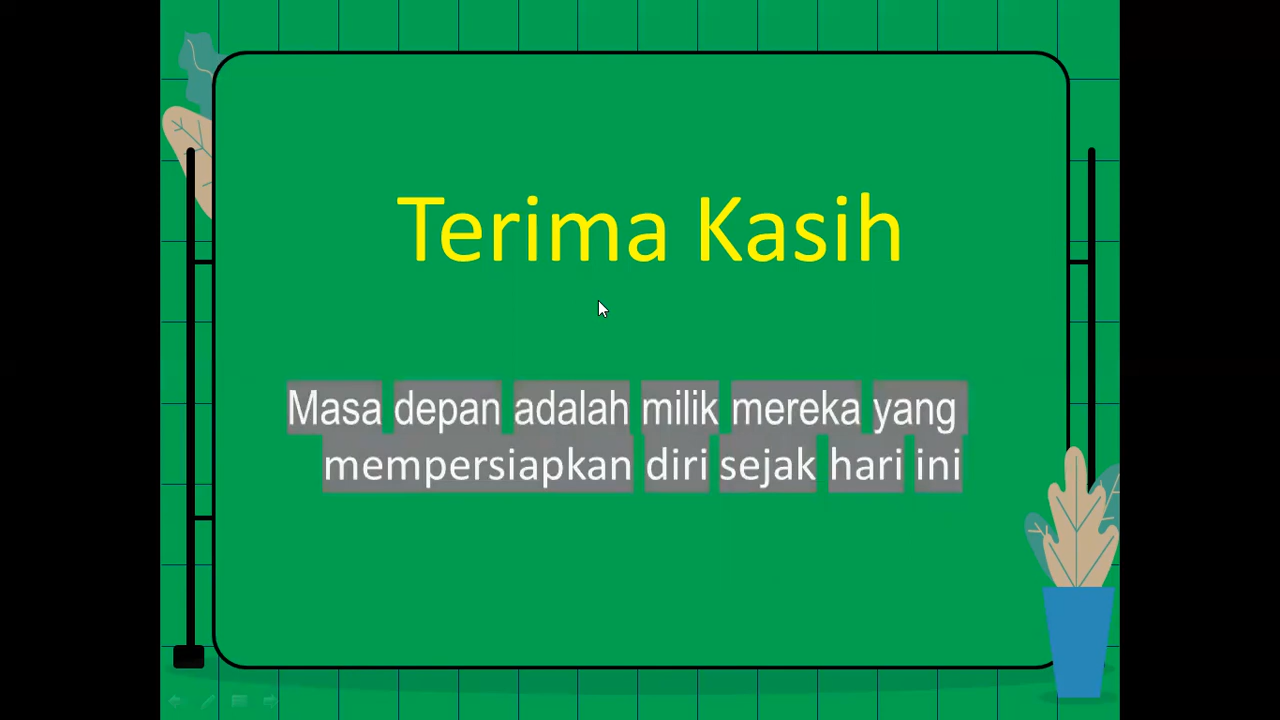 Terima Kasih
Masa depan adalah milik mereka yang
mempersiapkan diri sejak hari ini